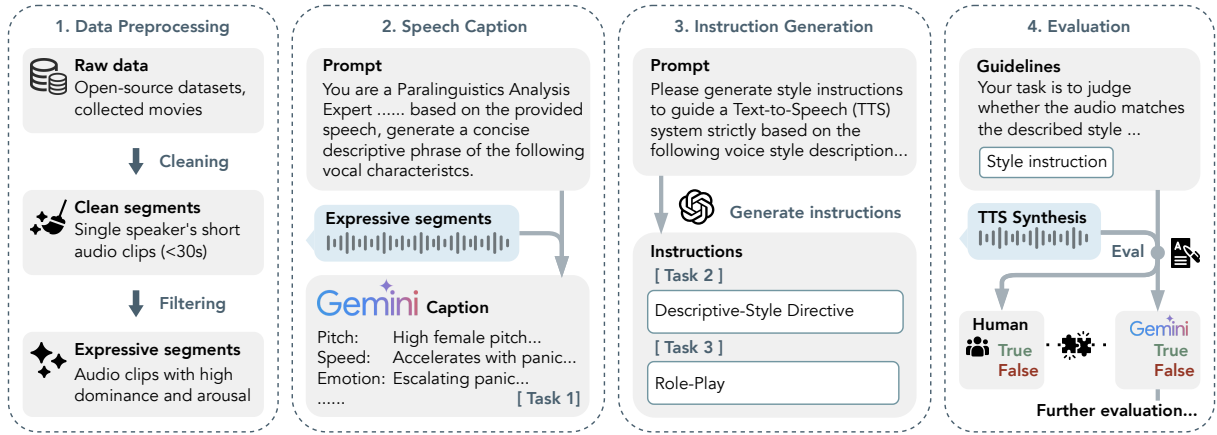 1. Data Preprocessing
Raw data
Open-source datasets,
collected movies
Cleaning
Clean segments
Single speaker's short
audio clips (<30s)
Filtering
Expressive segments
Audio clips with high
dominance and arousal
2. Speech Caption
Prompt
You are a Paralinguistics Analysis
Expert ...... based on the provided
speech, generate a concise
descriptive phrase of the following
vocal characteristcs.
Expressive segments
Gemini Caption
Pitch: High female pitch...
Speed: Accelerates with panic...
Emotion: Escalating panic...
......
[ Task 1]
3. Instruction Generation
Prompt
Please generate style instructions
to guide a Text-to-Speech (TTS)
system strictly based on the
following voice style description...
Generate instructions
Instructions
[ Task 2 ]
Descriptive-Style Directive
[ Task 3 ]
Role-Play
4. Evaluation
Guidelines
Your task is to judge
whether the audio matches
the described style ...
Style instruction
TTS Synthesis
Eval
A
Human
True
False
Gemini
True
False
Further evaluation...